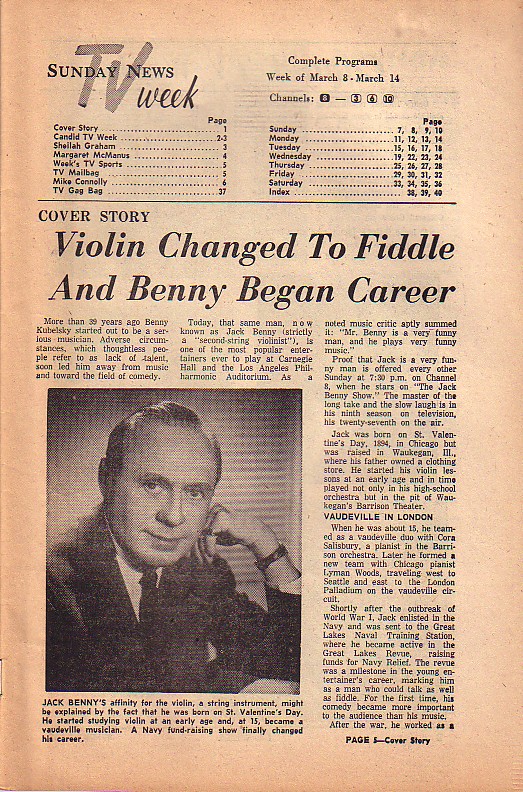 SUNDAY NEWS
TV week
Complete Programs
Week of March 8 - March 14
Channels: 8 — 3 6 10
Page
Cover Story 1
Candid TV Week 2-3
Sheilah Graham 3
Margaret McManus 4
Week's TV Sports 5
TV Mailbag 5
Mike Connolly 6
TV Gag Bag 37
Page
Sunday 7, 8, 9, 10
Monday 11, 12, 13, 14
Tuesday 15, 16, 17, 18
Wednesday 19, 22, 23, 24
Thursday 25, 26, 27, 28
Friday 29, 30, 31, 32
Saturday 33, 34, 35, 36
Index 38, 39, 40
COVER STORY
Violin Changed To Fiddle
And Benny Began Career
More than 39 years ago Benny
Kubelsky started out to be a ser-
ious musician. Adverse circum-
stances, which thoughtless peo-
ple refer to as lack of talent,
soon led him away from music
and toward the field of comedy.
Today, that same man, now
known as Jack Benny (strictly
a "second-string violinist"), is
one of the most popular enter-
tainers ever to play at Carnegie
Hall and the Los Angeles Phil-
harmonic Auditorium. As a
noted music critic aptly summed
it: "Mr. Benny is a very funny
man, and he plays very funny
music."
Proof that Jack is a very fun-
ny man is offered every other
Sunday at 7:30 p.m. on Channel
8, when he stars on "The Jack
Benny Show." The master of the
long take and the slow laugh is in
his ninth season on television,
his twenty-seventh on the air.
Jack was born on St. Valen-
tine's Day, 1894, in Chicago but
was raised in Waukegan, Ill.,
where his father owned a clothing
store. He started his violin les-
sons at an early age and in time
played not only in his high-school
orchestra but in the pit of Wau-
kegan's Barrison Theater.
VAUDEVILLE IN LONDON
When he was about 15, he team-
ed as a vaudeville duo with Cora
Salisbury, a pianist in the Barri-
son orchestra. Later he formed a
new team with Chicago pianist
Lyman Woods, traveling west to
Seattle and east to the London
Palladium on the vaudeville cir-
cuit.
Shortly after the outbreak of
World War I, Jack enlisted in the
Navy and was sent to the Great
Lakes Naval Training Station,
where he became active in the
Great Lakes Revue, raising
funds for Navy Relief. The revue
was a milestone in the young en-
tertainer's career, marking him
as a man who could talk as well
as fiddle. For the first time, his
comedy became more important
to the audience than his music.
After the war, he worked as a
PAGE 5—Cover Story
JACK BENNY'S affinity for the violin, a string instrument, might
be explained by the fact that he was born on St. Valentine's Day.
He started studying violin at an early age and, at 15, became a
vaudeville musician. A Navy fund-raising show finally changed
his career.